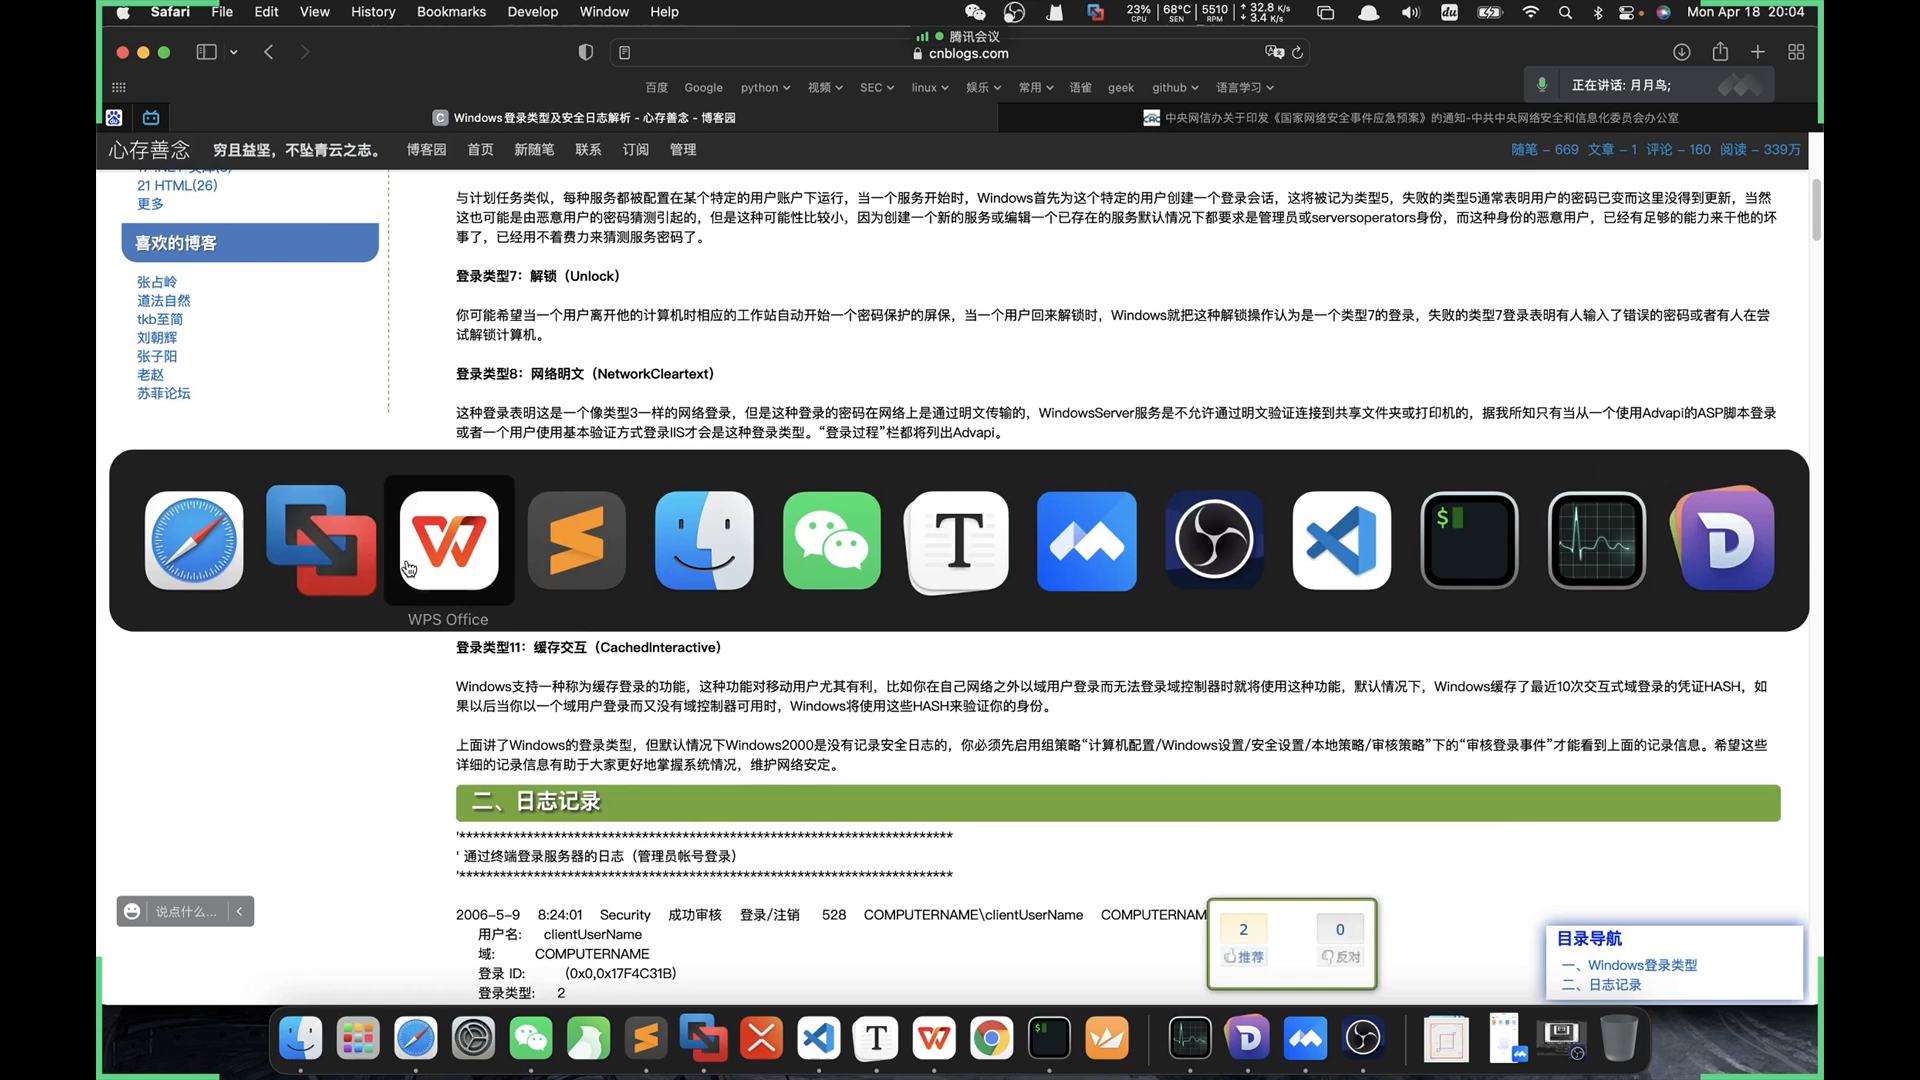 Safari File Edit View History Bookmarks Develop Window Help
23% CPU 68°C SEN 5510 RPM 32.8 K/s 3.4 K/s du Mon Apr 18 20:04
腾讯会议
cnblogs.com
百度 Google python 视频 SEC linux 娱乐 常用 语雀 geek github 语言学习
正在讲话: 月月鸟;
Windows登录类型及安全日志解析 - 心存善念 - 博客园
中央网信办关于印发《国家网络安全事件应急预案》的通知-中共中央网络安全和信息化委员会办公室
心存善念 穷且益坚，不坠青云之志。 博客园 首页 新随笔 联系 订阅 管理
随笔 - 669 文章 - 1 评论 - 160 阅读 - 339万
21 HTML(26)
更多
喜欢的博客
张占岭
道法自然
tkb至简
刘朝辉
张子阳
老赵
苏菲论坛
与计划任务类似，每种服务都被配置在某个特定的用户账户下运行，当一个服务开始时，Windows首先为这个特定的用户创建一个登录会话，这将被记为类型5，失败的类型5通常表明用户的密码已变而这里没得到更新，当然
这也可能是由恶意用户的密码猜测引起的，但是这种可能性比较小，因为创建一个新的服务或编辑一个已存在的服务默认情况下都要求是管理员或serversoperators身份，而这种身份的恶意用户，已经有足够的能力来干他的坏
事了，已经用不着费力来猜测服务密码了。
登录类型7：解锁（Unlock）
你可能希望当一个用户离开他的计算机时相应的工作站自动开始一个密码保护的屏保，当一个用户回来解锁时，Windows就把这种解锁操作认为是一个类型7的登录，失败的类型7登录表明有人输入了错误的密码或者有人在尝
试解锁计算机。
登录类型8：网络明文（NetworkCleartext）
这种登录表明这是一个像类型3一样的网络登录，但是这种登录的密码在网络上是通过明文传输的，WindowsServer服务是不允许通过明文验证连接到共享文件夹或打印机的，据我所知只有当从一个使用Advapi的ASP脚本登录
或者一个用户使用基本验证方式登录IIS才会是这种登录类型。“登录过程”栏都将列出Advapi。
WPS Office
登录类型11：缓存交互（CachedInteractive）
Windows支持一种称为缓存登录的功能，这种功能对移动用户尤其有利，比如你在自己网络之外以域用户登录而无法登录域控制器时就将使用这种功能，默认情况下，Windows缓存了最近10次交互式域登录的凭证HASH，如
果以后当你以一个域用户登录而又没有域控制器可用时，Windows将使用这些HASH来验证你的身份。
上面讲了Windows的登录类型，但默认情况下Windows2000是没有记录安全日志的，你必须先启用组策略“计算机配置/Windows设置/安全设置/本地策略/审核策略”下的“审核登录事件”才能看到上面的记录信息。希望这些
详细的记录信息有助于大家更好地掌握系统情况，维护网络安定。
二、日志记录
' 通过终端登录服务器的日志（管理员帐号登录）
2006-5-9 8:24:01 Security 成功审核 登录/注销 528 COMPUTERNAME\clientUserName COMPUTERNAM
用户名: clientUserName
域: COMPUTERNAME
登录 ID: (0x0,0x17F4C31B)
登录类型: 2
说点什么...
2 0
推荐 反对
目录导航
一、Windows登录类型
二、日志记录